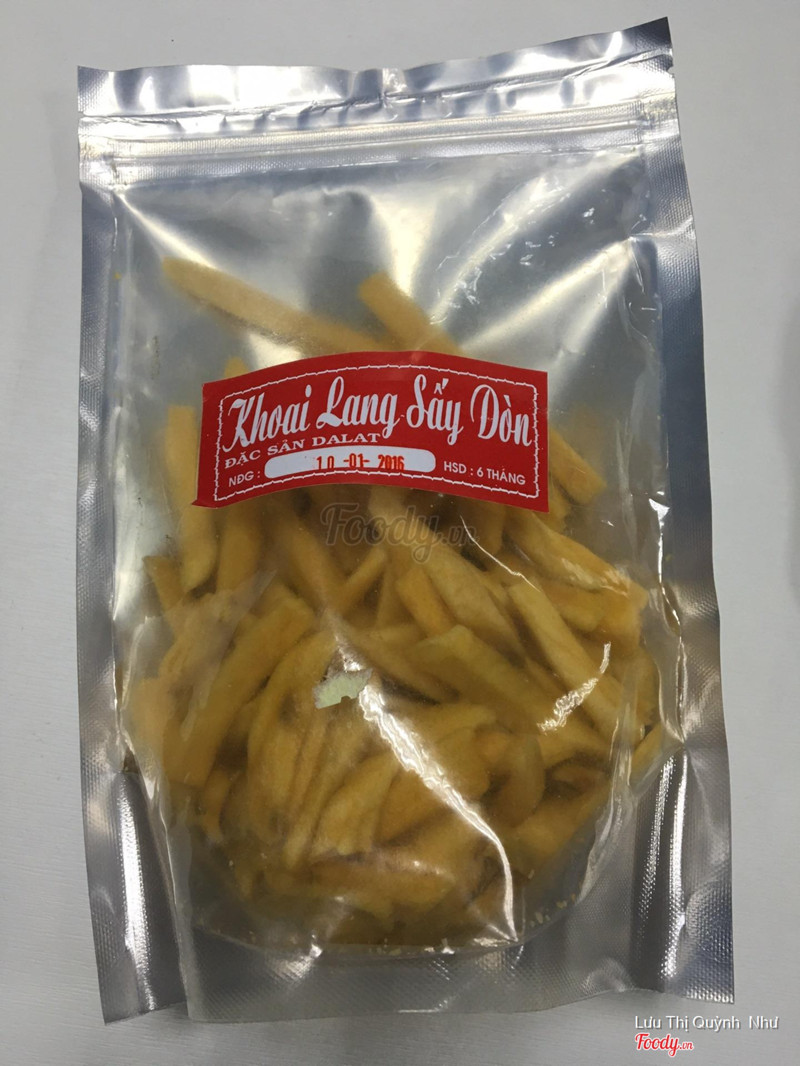 Khoai Lang Sấy Dòn
ĐẶC SẢN DALAT
NĐG : 10 -01- 2016 HSD : 6 THÁNG
Foody.vn
Lưu Thị Quỳnh Như
Foody.vn